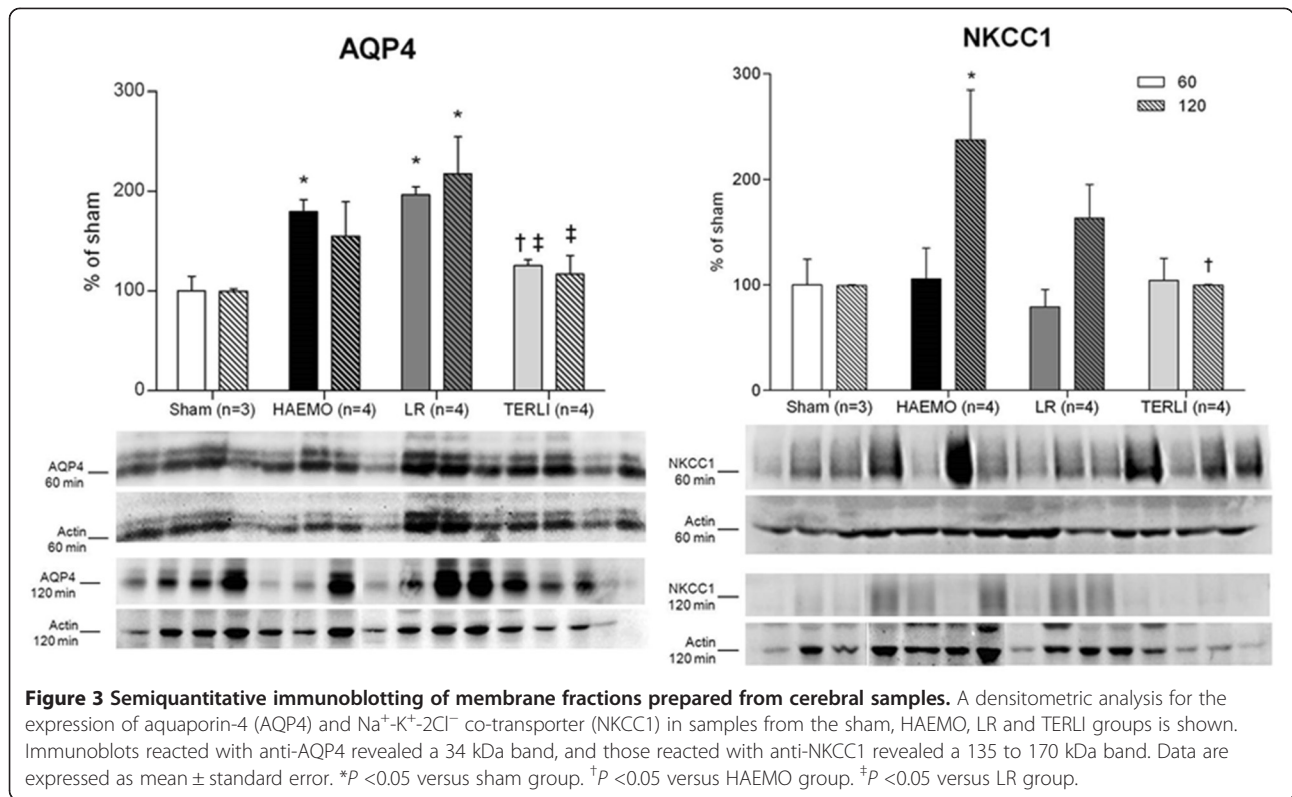 AQP4
300
200
100
0
% of sham
*
*
*
† ‡
‡
Sham (n=3) HAEMO (n=4) LR (n=4) TERLI (n=4)
AQP4
60 min
Actin
60 min
AQP4
120 min
Actin
120 min
NKCC1
300
200
100
0
% of sham
60
120
*
†
Sham (n=3) HAEMO (n=4) LR (n=4) TERLI (n=4)
NKCC1
60 min
Actin
60 min
NKCC1
120 min
Actin
120 min
Figure 3 Semiquantitative immunoblotting of membrane fractions prepared from cerebral samples. A densitometric analysis for the
expression of aquaporin-4 (AQP4) and Na⁺-K⁺-2Cl⁻ co-transporter (NKCC1) in samples from the sham, HAEMO, LR and TERLI groups is shown.
Immunoblots reacted with anti-AQP4 revealed a 34 kDa band, and those reacted with anti-NKCC1 revealed a 135 to 170 kDa band. Data are
expressed as mean ± standard error. *P <0.05 versus sham group. †P <0.05 versus HAEMO group. ‡P <0.05 versus LR group.